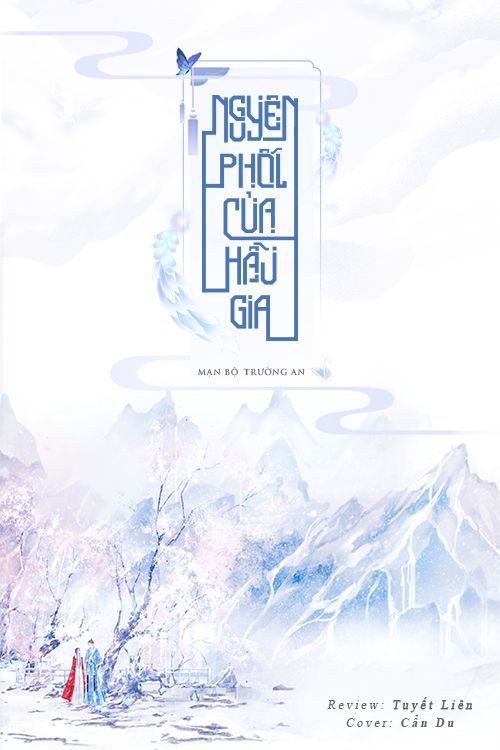 NGUYÊN
PHỐI
CỦA
HẦU
GIA
MẠN BỘ TRƯỜNG AN
Review: Tuyết Liên
Cover: Cẩn Du